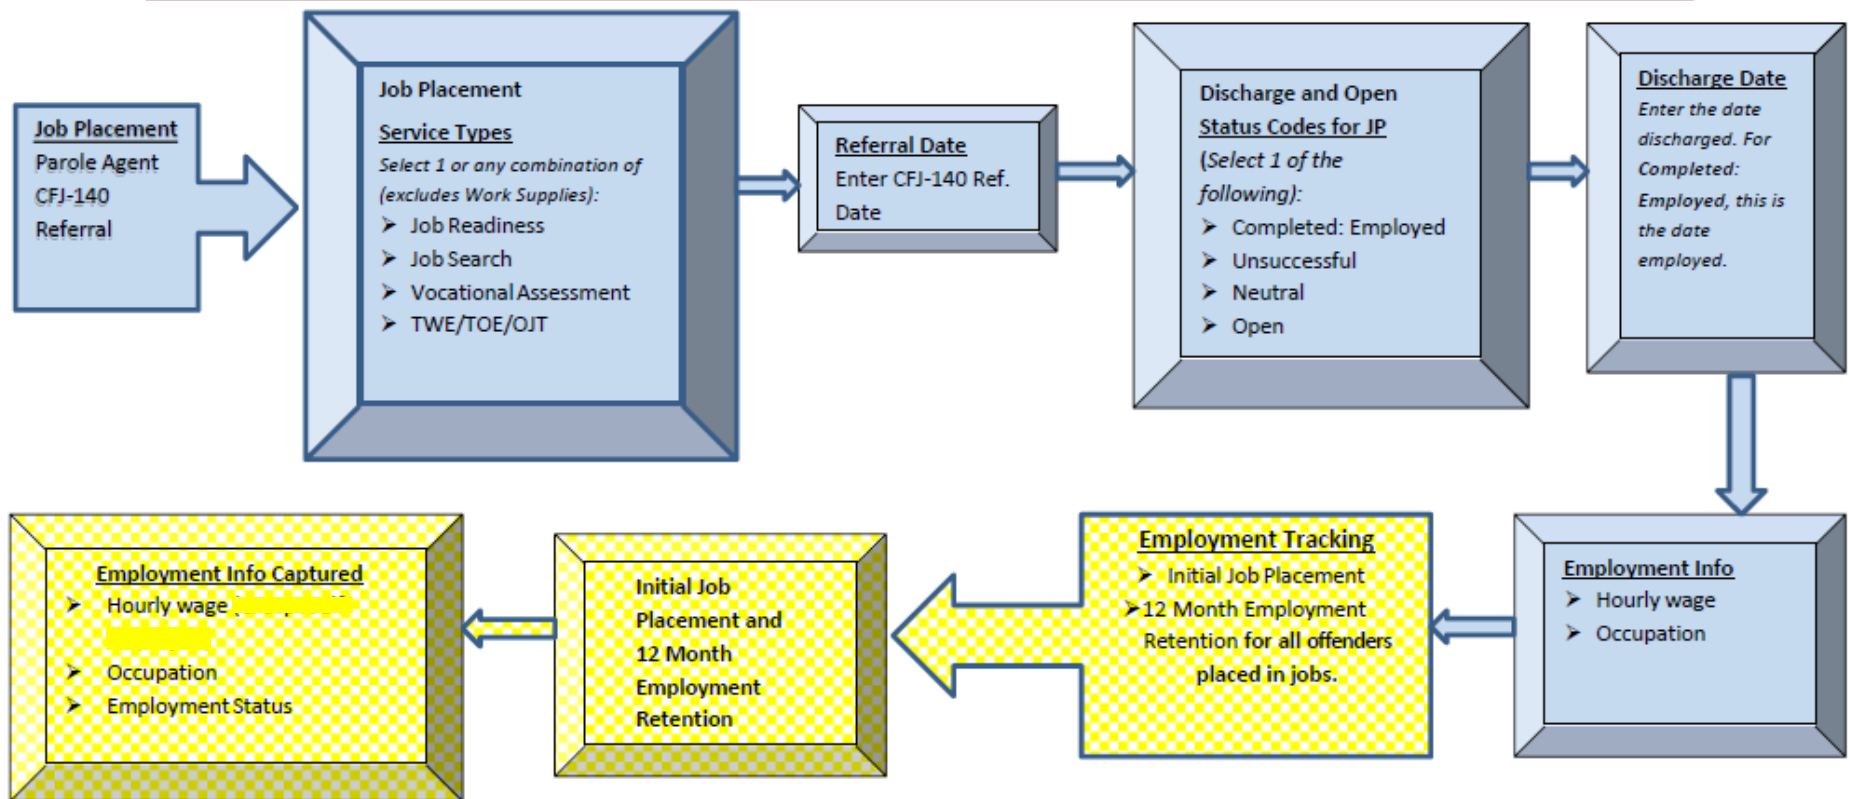 Job Placement
Parole Agent
CFJ-140
Referral
Job Placement
Service Types
Select 1 or any combination of
(excludes Work Supplies):
➢ Job Readiness
➢ Job Search
➢ Vocational Assessment
➢ TWE/TOE/OJT
Referral Date
Enter CFJ-140 Ref.
Date
Discharge and Open
Status Codes for JP
(Select 1 of the
following):
➢ Completed: Employed
➢ Unsuccessful
➢ Neutral
➢ Open
Discharge Date
Enter the date
discharged. For
Completed:
Employed, this is
the date
employed.
Employment Info
➢ Hourly wage
➢ Occupation
Employment Tracking
➢ Initial Job Placement
➢12 Month Employment
Retention for all offenders
placed in jobs.
Initial Job
Placement and
12 Month
Employment
Retention
Employment Info Captured
➢ Hourly wage
➢ Occupation
➢ Employment Status